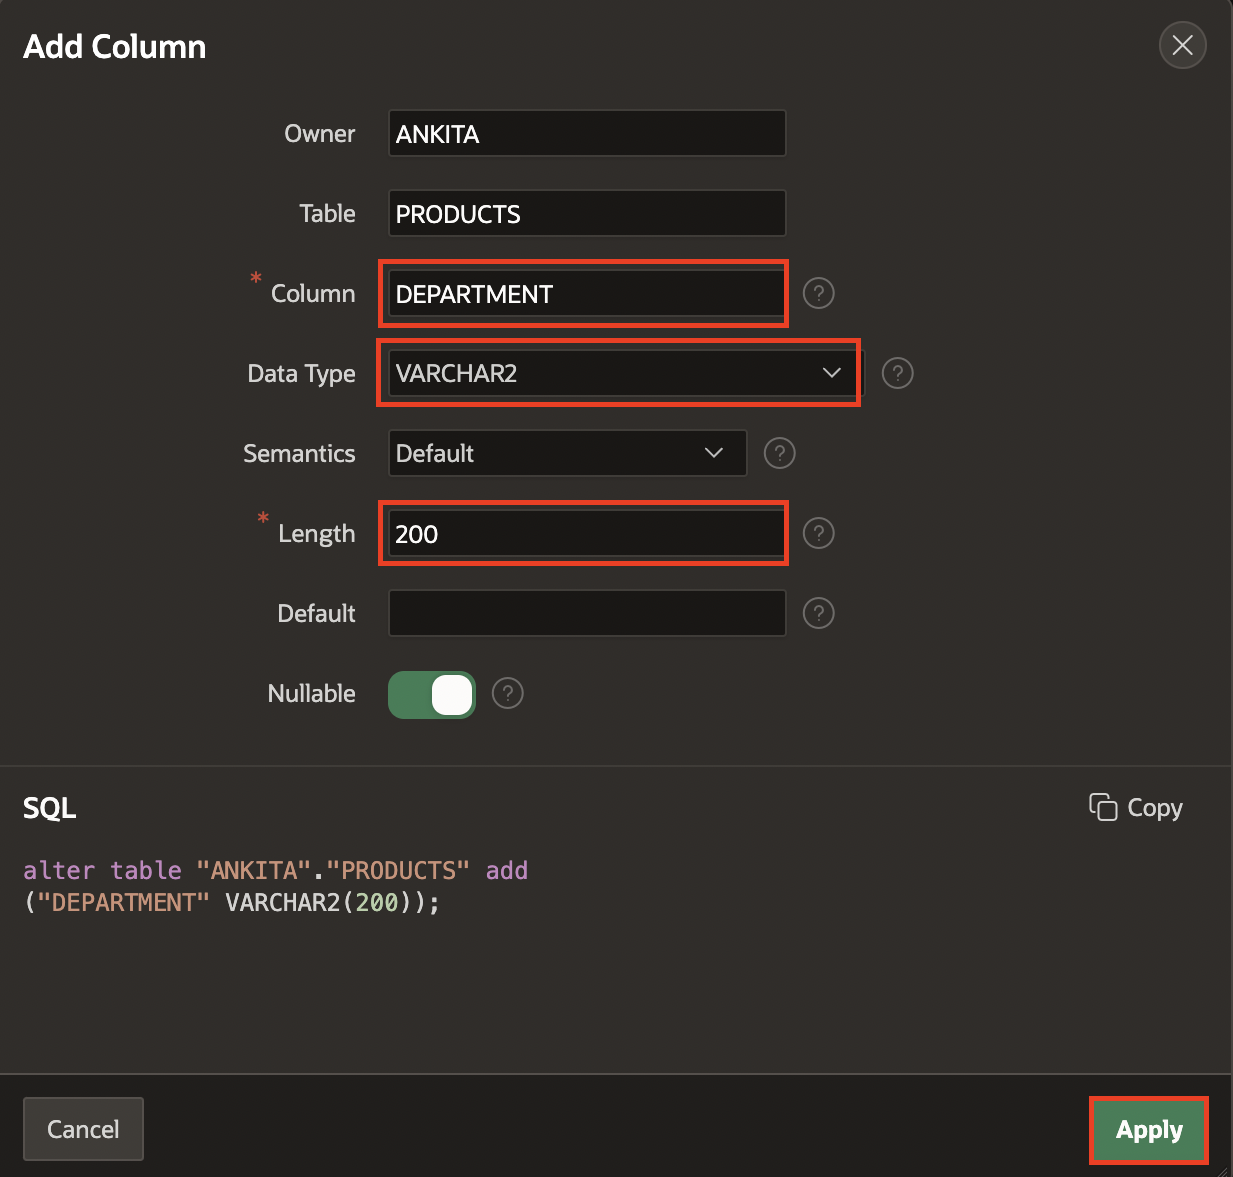 Add Column
Owner ANKITA
Table PRODUCTS
* Column DEPARTMENT ?
Data Type VARCHAR2 ?
Semantics Default ?
* Length 200 ?
Default ?
Nullable ?
SQL Copy
alter table "ANKITA"."PRODUCTS" add
("DEPARTMENT" VARCHAR2(200));
Cancel Apply